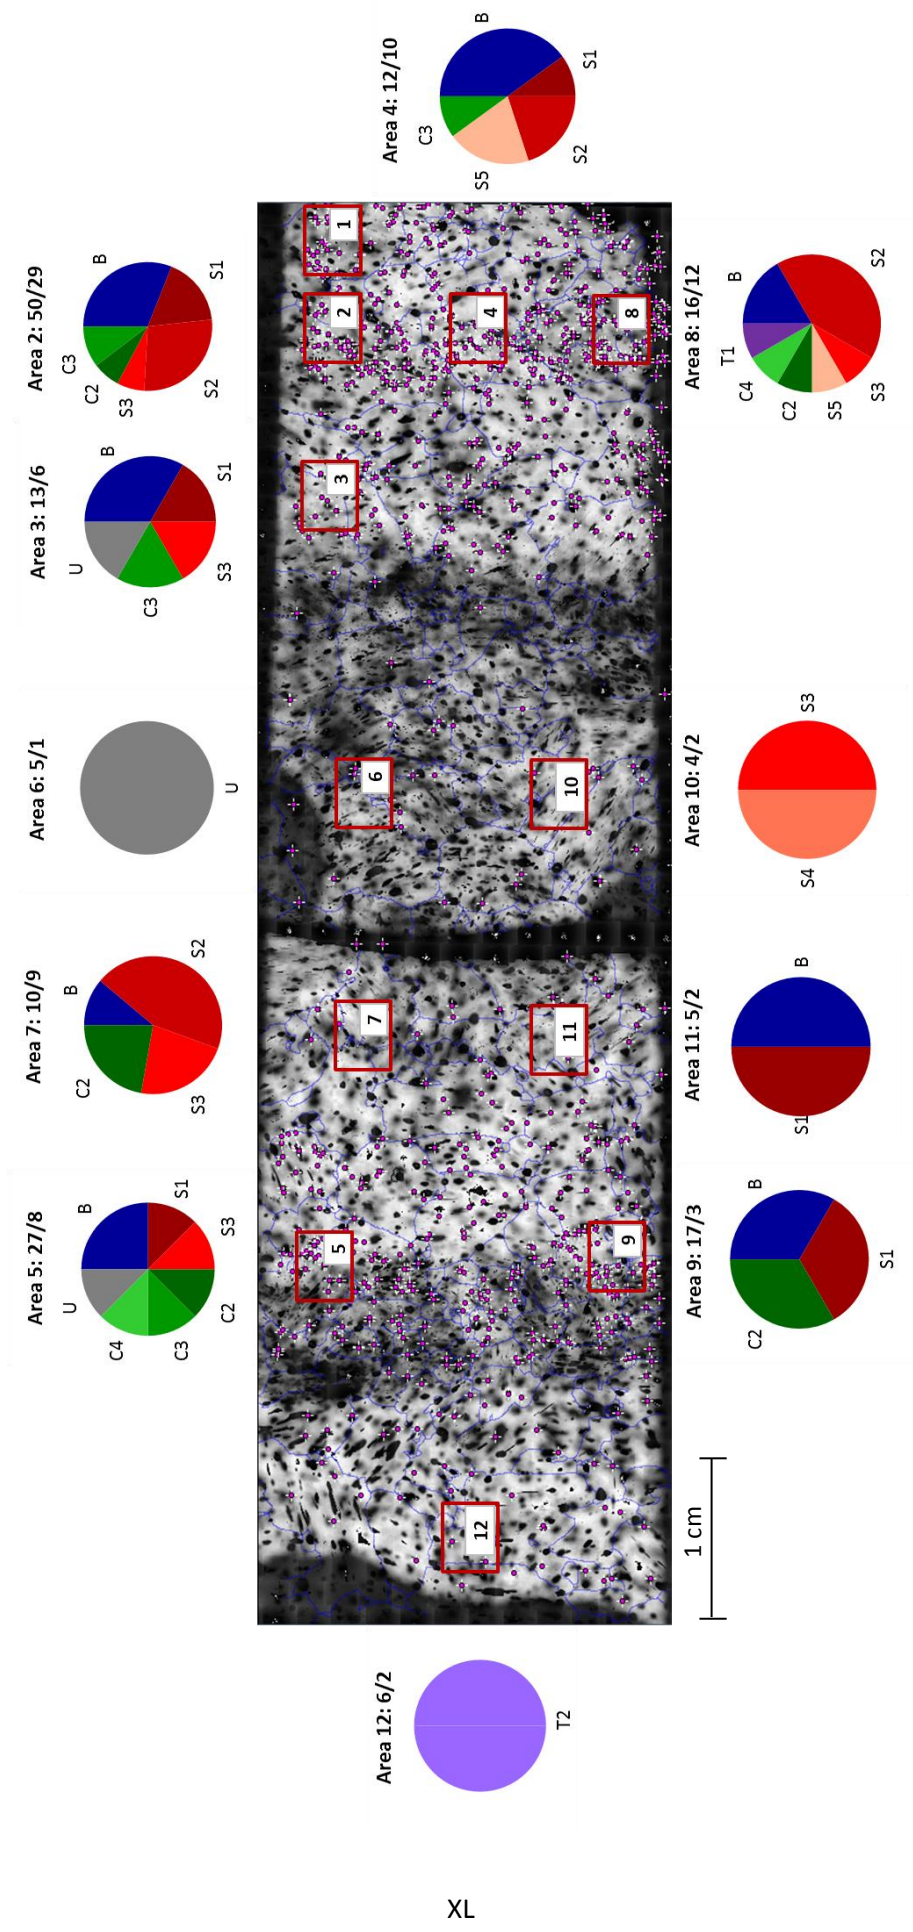 Area 4: 12/10
B
S1
S2
S5
C3
Area 2: 50/29
B
S1
S2
S3
C2
C3
Area 3: 13/6
B
S1
S3
C3
U
Area 6: 5/1
U
Area 7: 10/9
B
S2
S3
C2
Area 5: 27/8
B
S1
S3
C2
C3
C4
U
1
2
4
8
3
6
10
7
11
5
9
12
Area 8: 16/12
B
S2
S3
S5
C2
C4
T1
Area 10: 4/2
S3
S4
Area 11: 5/2
B
S1
Area 9: 17/3
B
S1
C2
1 cm
Area 12: 6/2
T2
XL